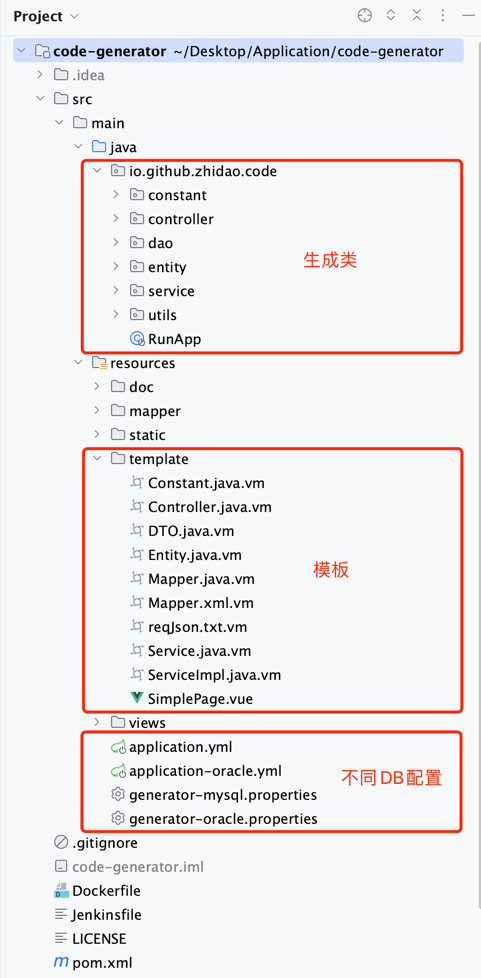 Project
code-generator ~/Desktop/Application/code-generator
.idea
src
main
java
io.github.zhidao.code
constant
controller
dao
entity
生成类
service
utils
RunApp
resources
doc
mapper
static
template
Constant.java.vm
Controller.java.vm
DTO.java.vm
Entity.java.vm
模板
Mapper.java.vm
Mapper.xml.vm
reqJson.txt.vm
Service.java.vm
ServiceImpl.java.vm
SimplePage.vue
views
application.yml
application-oracle.yml
不同DB配置
generator-mysql.properties
generator-oracle.properties
.gitignore
code-generator.iml
Dockerfile
Jenkinsfile
LICENSE
pom.xml